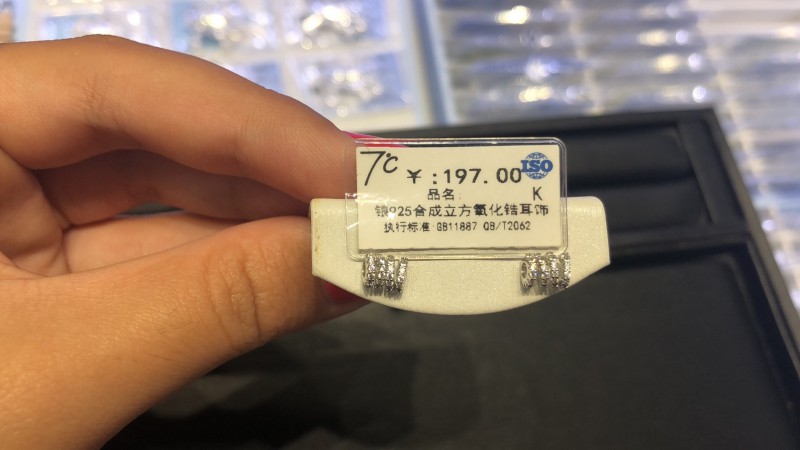 7℃
￥:197.00
ISO
品名: K
银925合成立方氧化锆耳饰
执行标准:GB11887 QB/T2062